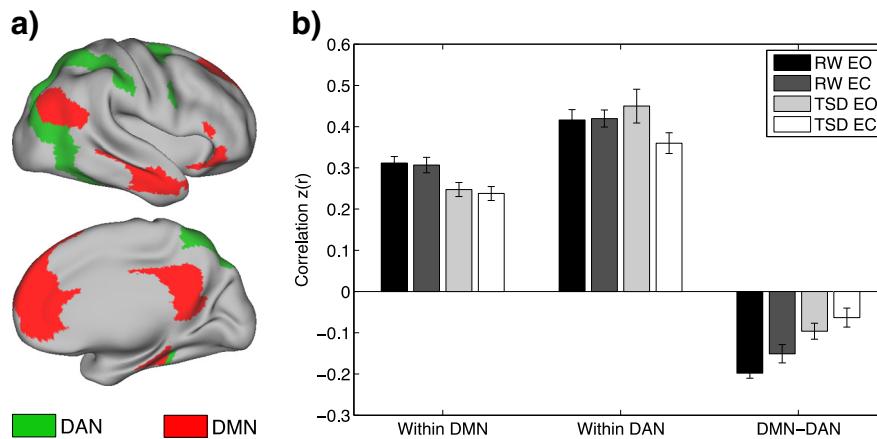 a)
b)
DAN
DMN
Correlation z(r)
0.6
0.5
0.4
0.3
0.2
0.1
0
−0.1
−0.2
−0.3
RW EO
RW EC
TSD EO
TSD EC
Within DMN
Within DAN
DMN−DAN